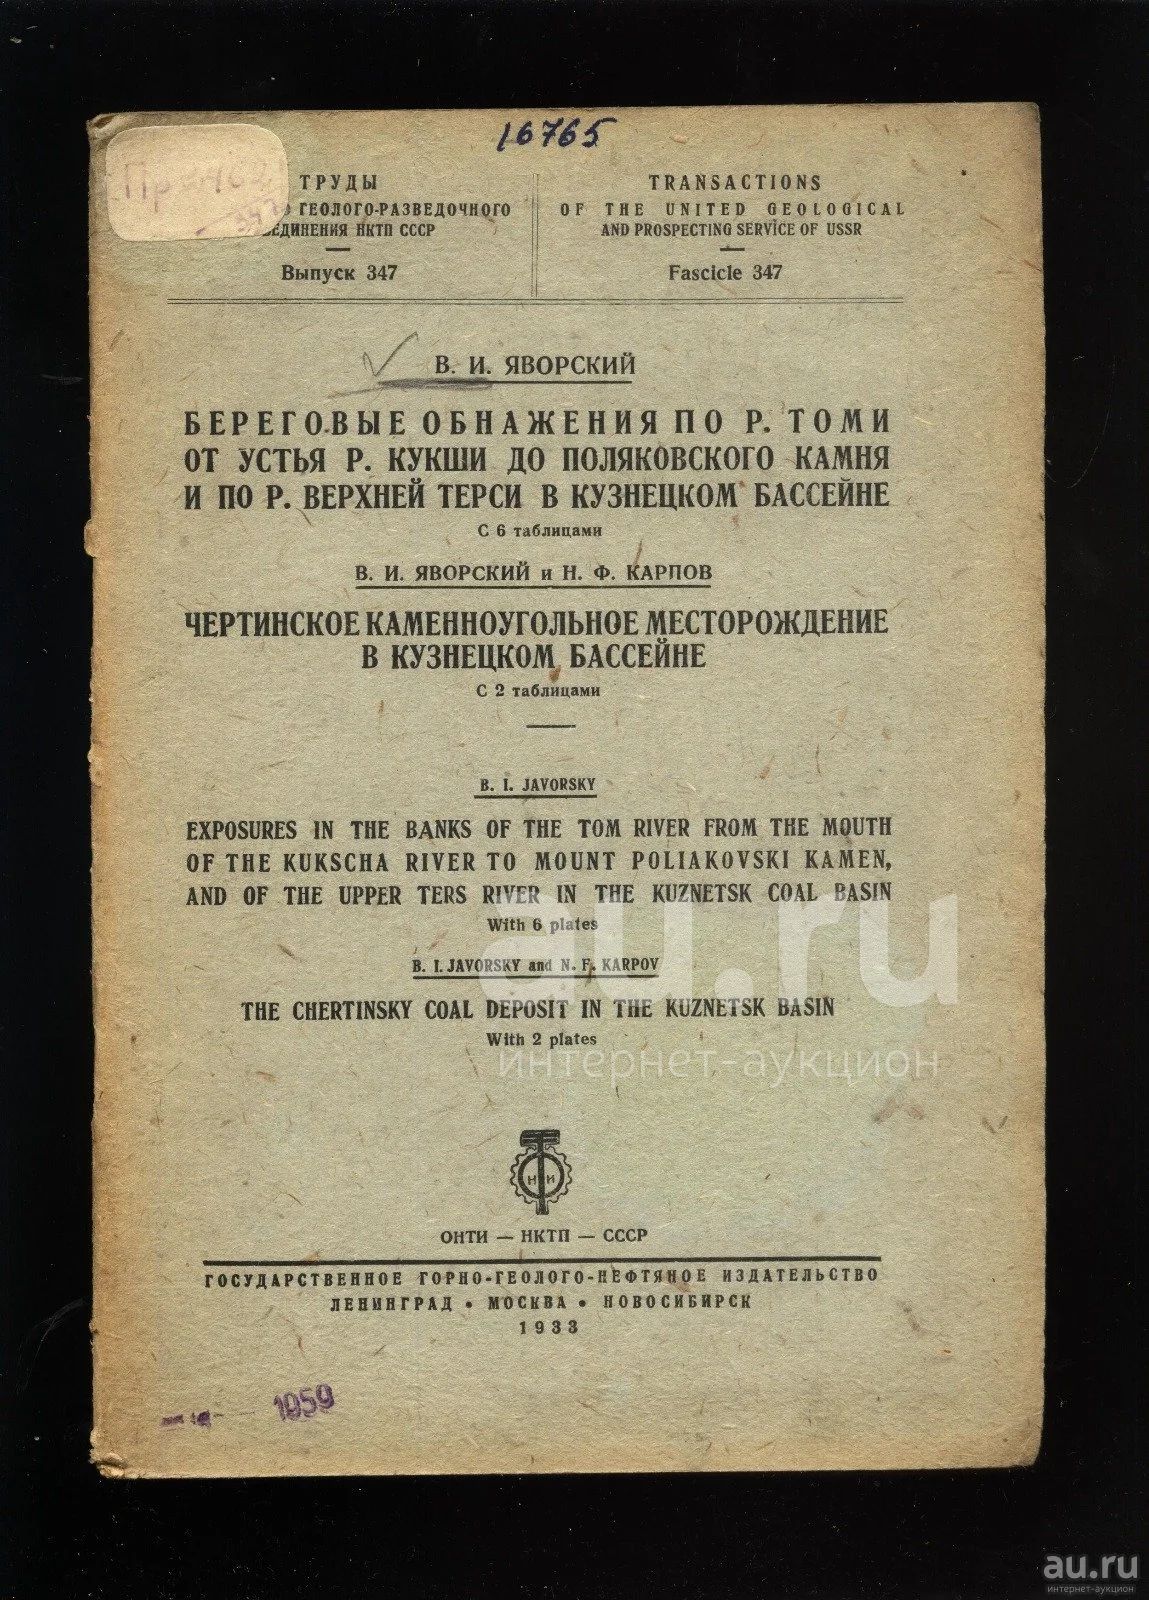 16765
ТРУДЫ
ГЕОЛОГО-РАЗВЕДОЧНОГО
ЕДИНЕНИЯ НКТП СССР
Выпуск 347
TRANSACTIONS
OF THE UNITED GEOLOGICAL
AND PROSPECTING SERVICE OF USSR
Fascicle 347
В. И. ЯВОРСКИЙ
БЕРЕГОВЫЕ ОБНАЖЕНИЯ ПО Р. ТОМИ
ОТ УСТЬЯ Р. КУКШИ ДО ПОЛЯКОВСКОГО КАМНЯ
И ПО Р. ВЕРХНЕЙ ТЕРСИ В КУЗНЕЦКОМ БАССЕЙНЕ
С 6 таблицами
В. И. ЯВОРСКИЙ и Н. Ф. КАРПОВ
ЧЕРТИНСКОЕ КАМЕННОУГОЛЬНОЕ МЕСТОРОЖДЕНИЕ
В КУЗНЕЦКОМ БАССЕЙНЕ
С 2 таблицами
B. I. JAVORSKY
EXPOSURES IN THE BANKS OF THE TOM RIVER FROM THE MOUTH
OF THE KUKSCHA RIVER TO MOUNT POLIAKOVSKI KAMEN,
AND OF THE UPPER TERS RIVER IN THE KUZNETSK COAL BASIN
With 6 plates
B. I. JAVORSKY and N. F. KARPOV
THE CHERTINSKY COAL DEPOSIT IN THE KUZNETSK BASIN
With 2 plates
au.ru
интернет-аукцион
Н И
ОНТИ — НКТП — СССР
ГОСУДАРСТВЕННОЕ ГОРНО-ГЕОЛОГО-НЕФТЯНОЕ ИЗДАТЕЛЬСТВО
ЛЕНИНГРАД • МОСКВА • НОВОСИБИРСК
1933
1959
au.ru
интернет-аукцион